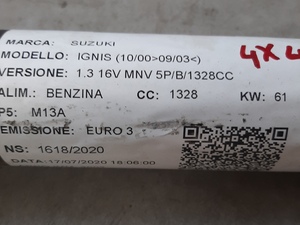 MARCA: SUZUKI
MODELLO: IGNIS (10/00>09/03<)
VERSIONE: 1.3 16V MNV 5P/B/1328CC
ALIM.: BENZINA CC: 1328 KW: 61
P5: M13A
EMISSIONE: EURO 3
NS: 1618/2020
DATA:17/07/2020 18:06:00
4X4